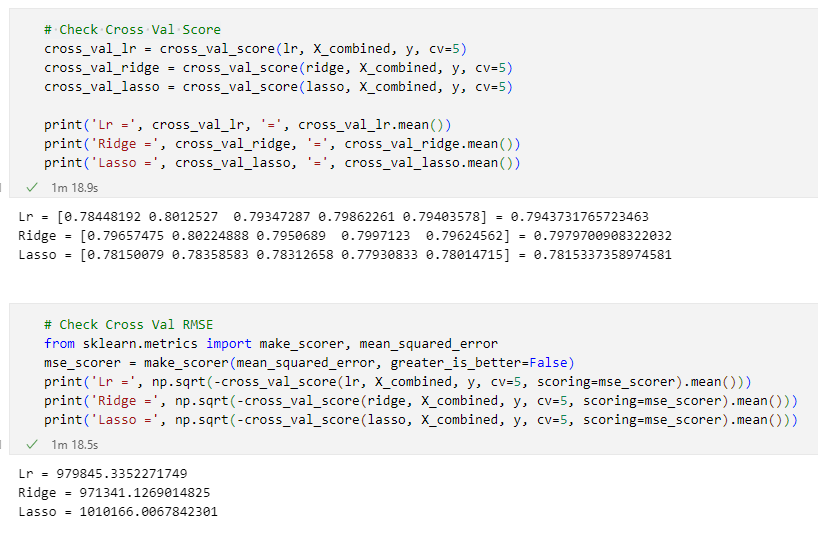 # Check Cross Val Score
cross_val_lr = cross_val_score(lr, X_combined, y, cv=5)
cross_val_ridge = cross_val_score(ridge, X_combined, y, cv=5)
cross_val_lasso = cross_val_score(lasso, X_combined, y, cv=5)
print('Lr =', cross_val_lr, '=', cross_val_lr.mean())
print('Ridge =', cross_val_ridge, '=', cross_val_ridge.mean())
print('Lasso =', cross_val_lasso, '=', cross_val_lasso.mean())
✓ 1m 18.9s
Lr = [0.78448192 0.8012527  0.79347287 0.79862261 0.79403578] = 0.7943731765723463
Ridge = [0.79657475 0.80224888 0.7950689  0.7997123  0.79624562] = 0.7979700908322032
Lasso = [0.78150079 0.78358583 0.78312658 0.77930833 0.78014715] = 0.7815337358974581
# Check Cross Val RMSE
from sklearn.metrics import make_scorer, mean_squared_error
mse_scorer = make_scorer(mean_squared_error, greater_is_better=False)
print('Lr =', np.sqrt(-cross_val_score(lr, X_combined, y, cv=5, scoring=mse_scorer).mean()))
print('Ridge =', np.sqrt(-cross_val_score(ridge, X_combined, y, cv=5, scoring=mse_scorer).mean()))
print('Lasso =', np.sqrt(-cross_val_score(lasso, X_combined, y, cv=5, scoring=mse_scorer).mean()))
✓ 1m 18.5s
Lr = 979845.3352271749
Ridge = 971341.1269014825
Lasso = 1010166.0067842301